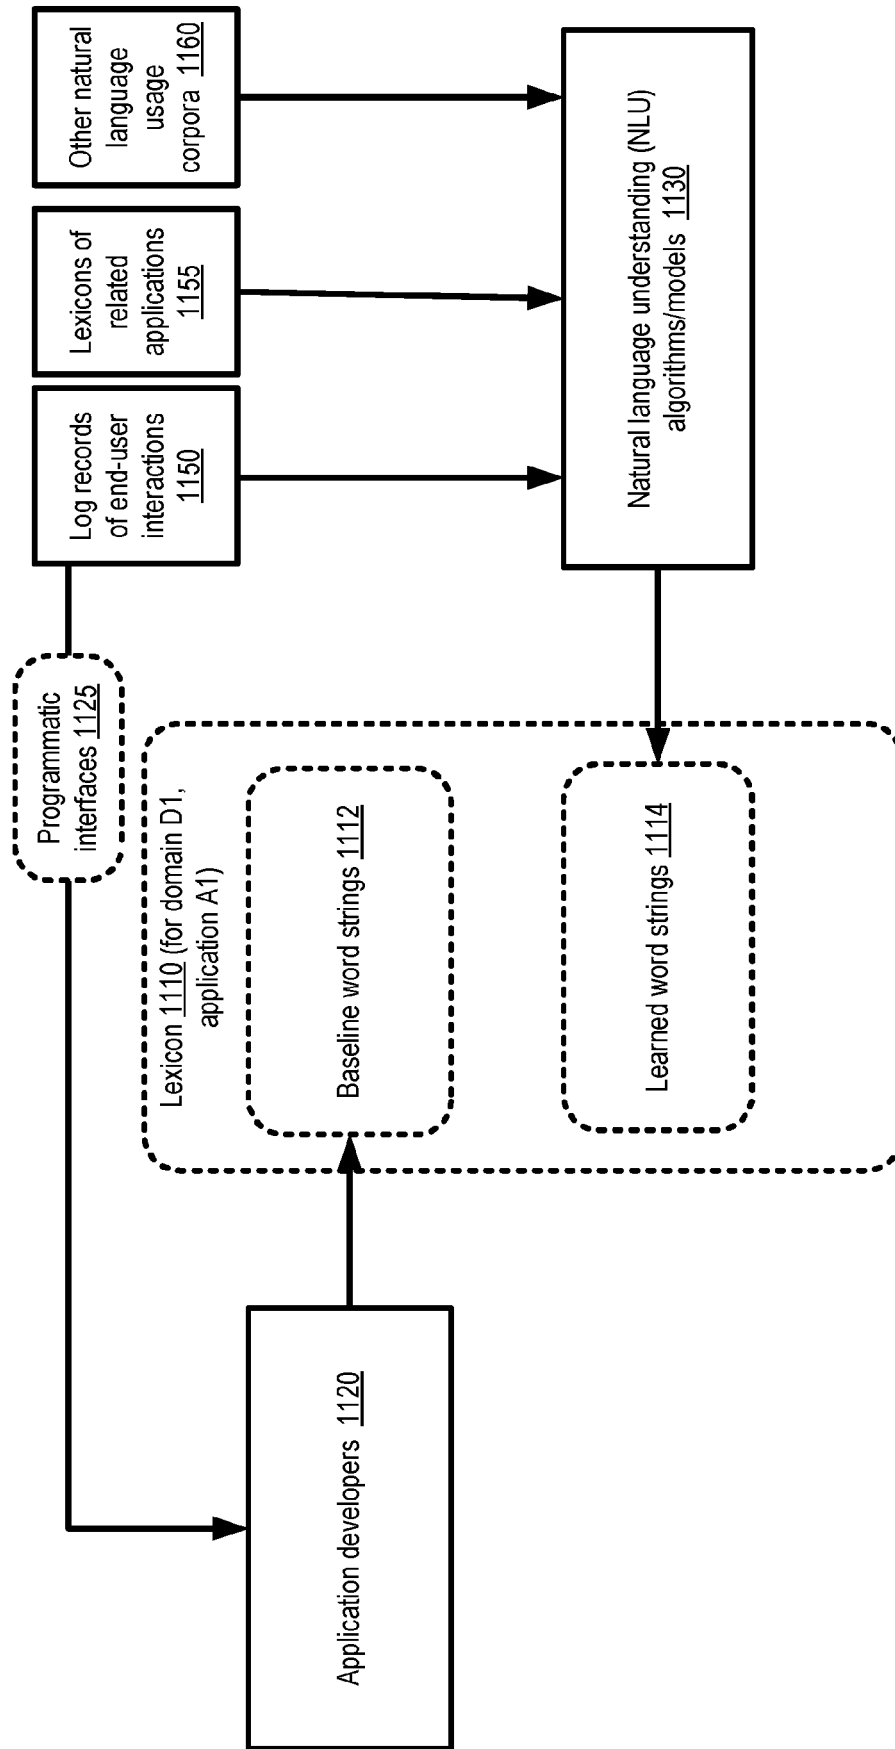 Programmatic
interfaces 1125
Log records
of end-user
interactions
1150
Lexicons of
related
applications
1155
Other natural
language
usage
corpora 1160
Lexicon 1110 (for domain D1,
application A1)
Application developers 1120
Baseline word strings 1112
Learned word strings 1114
Natural language understanding (NLU)
algorithms/models 1130